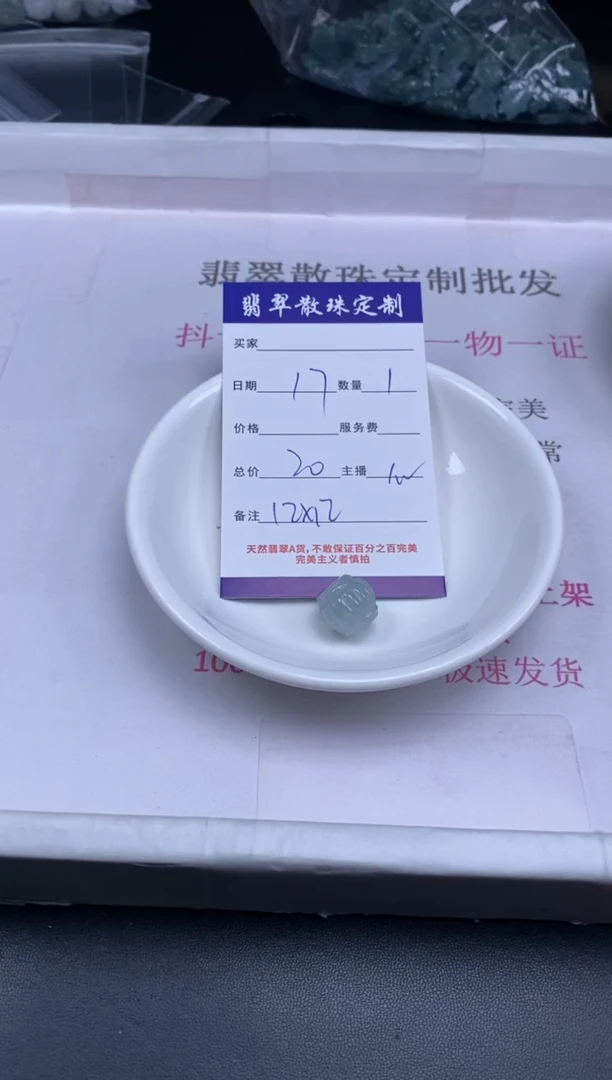 翡翠散珠定制批发
抖
一物一证
翡翠散珠定制
买家
日期 17 数量 1
价格 服务费
总价 20 主播
备注 12X12
天然翡翠A货，不敢保证百分之百完美
完美主义者慎拍
美
常
上架
100
极速发货